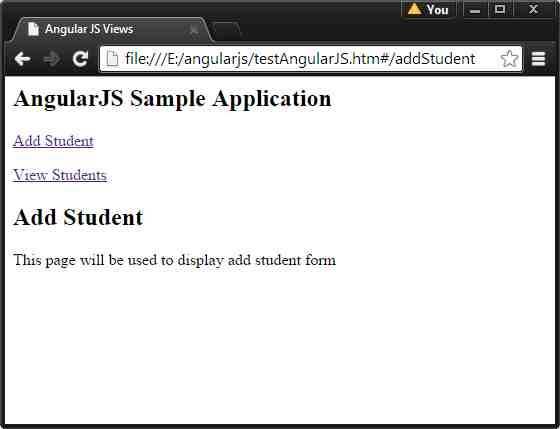 You
Angular JS Views
file:///E:/angularjs/testAngularJS.htm#/addStudent
AngularJS Sample Application
Add Student
View Students
Add Student
This page will be used to display add student form